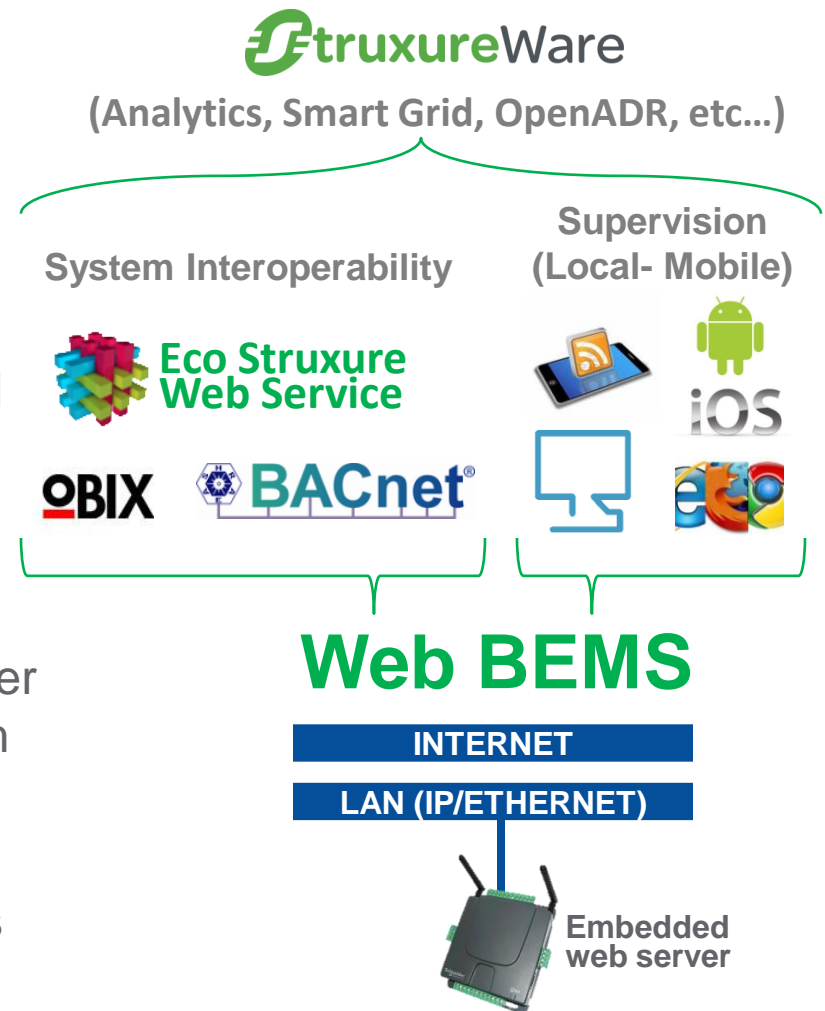 StruxureWare
(Analytics, Smart Grid, OpenADR, etc…)
System Interoperability
Supervision
(Local- Mobile)
Eco Struxure
Web Service
iOS
oBIX
BACnet®
Web BEMS
er
INTERNET
LAN (IP/ETHERNET)
s
Embedded
web server